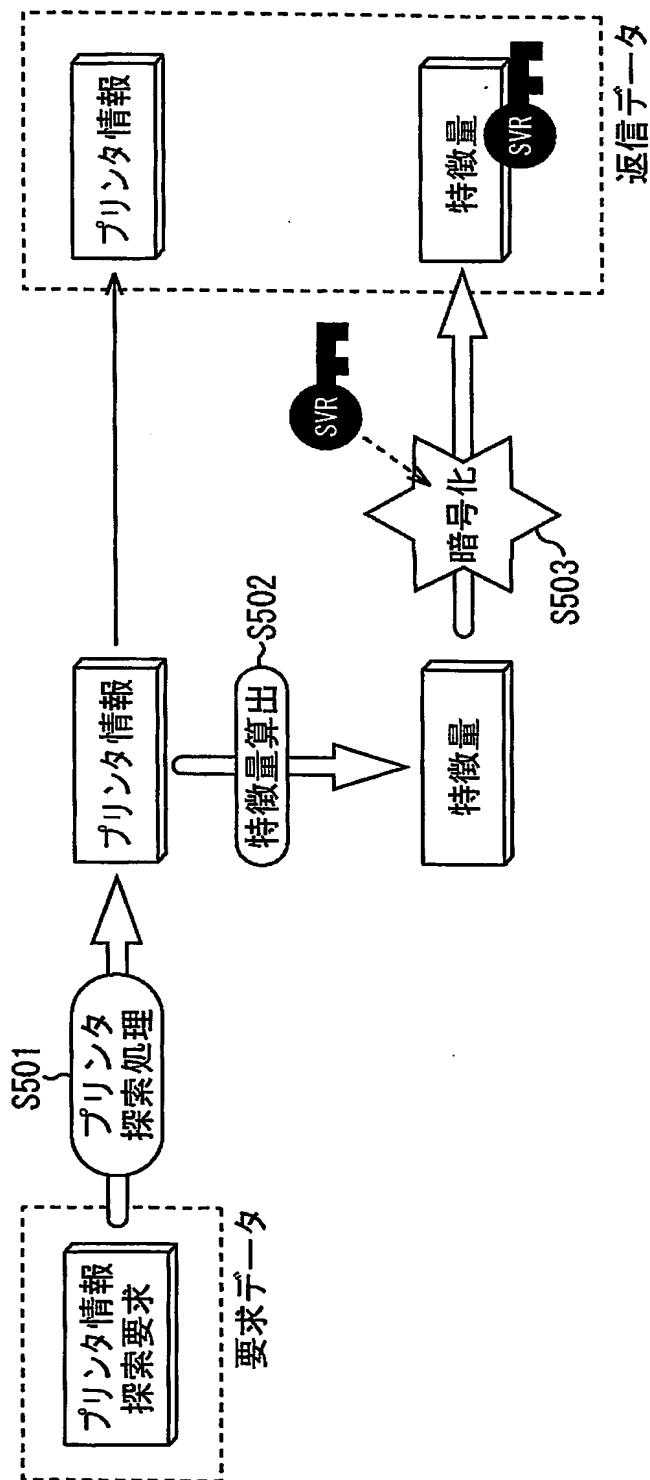 プリンタ情報
探索要求
要求データ
S501
プリンタ
探索処理
プリンタ情報
特徴量算出
S502
特徴量
暗号化
S503
SVR
プリンタ情報
特徴量
SVR
返信データ